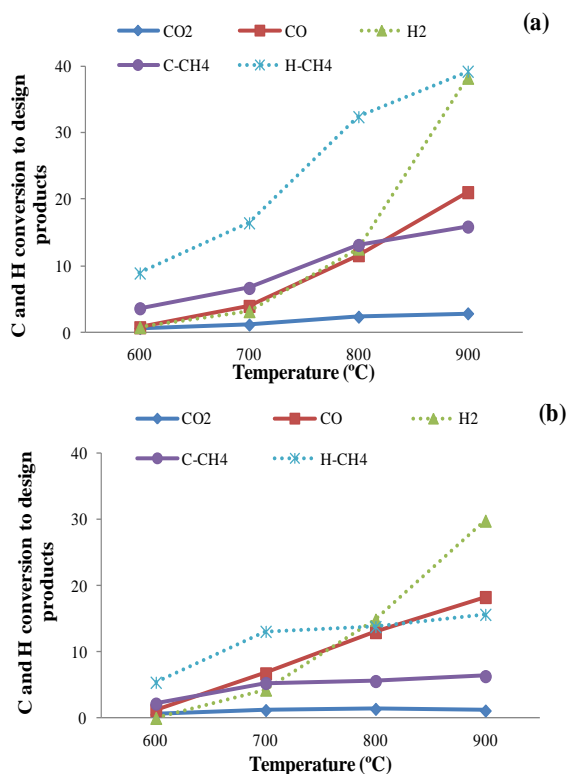 (a)
CO2 CO H2
C-CH4 H-CH4
C and H conversion to design
products
40
30
20
10
0
600 700 800 900
Temperature (ºC)
(b)
CO2 CO H2
C-CH4 H-CH4
C and H conversion to design
products
40
30
20
10
0
600 700 800 900
Temperature (ºC)